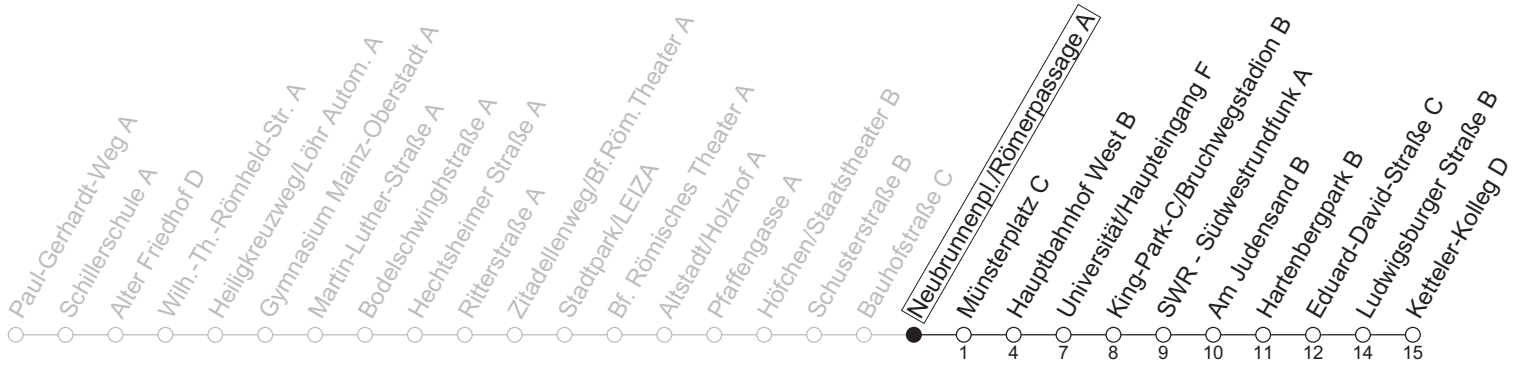 Paul-Gerhardt-Weg A
Schillerschule A
Alter Friedhof D
Wilh.-Th.-Römheld-Str. A
Heiligkreuzweg/Löhr Autom. A
Gymnasium Mainz-Oberstadt A
Martin-Luther-Straße A
Bodelschwinghstraße A
Hechtsheimer Straße A
Ritterstraße A
Zitadellenweg/Bf.Röm.Theater A
Stadtpark/LEIZA
Bf. Römisches Theater A
Altstadt/Holzhof A
Pfaffengasse A
Höfchen/Staatstheater B
Schusterstraße B
Bauhofstraße C
Neubrunnenpl./Römerpassage A
Münsterplatz C
Hauptbahnhof West B
Universität/Haupteingang F
King-Park-C/Bruchwegstadion B
SWR - Südwestrundfunk A
Am Judensand B
Hartenbergpark B
Eduard-David-Straße C
Ludwigsburger Straße B
Ketteler-Kolleg D
1 4 7 8 9 10 11 12 14 15